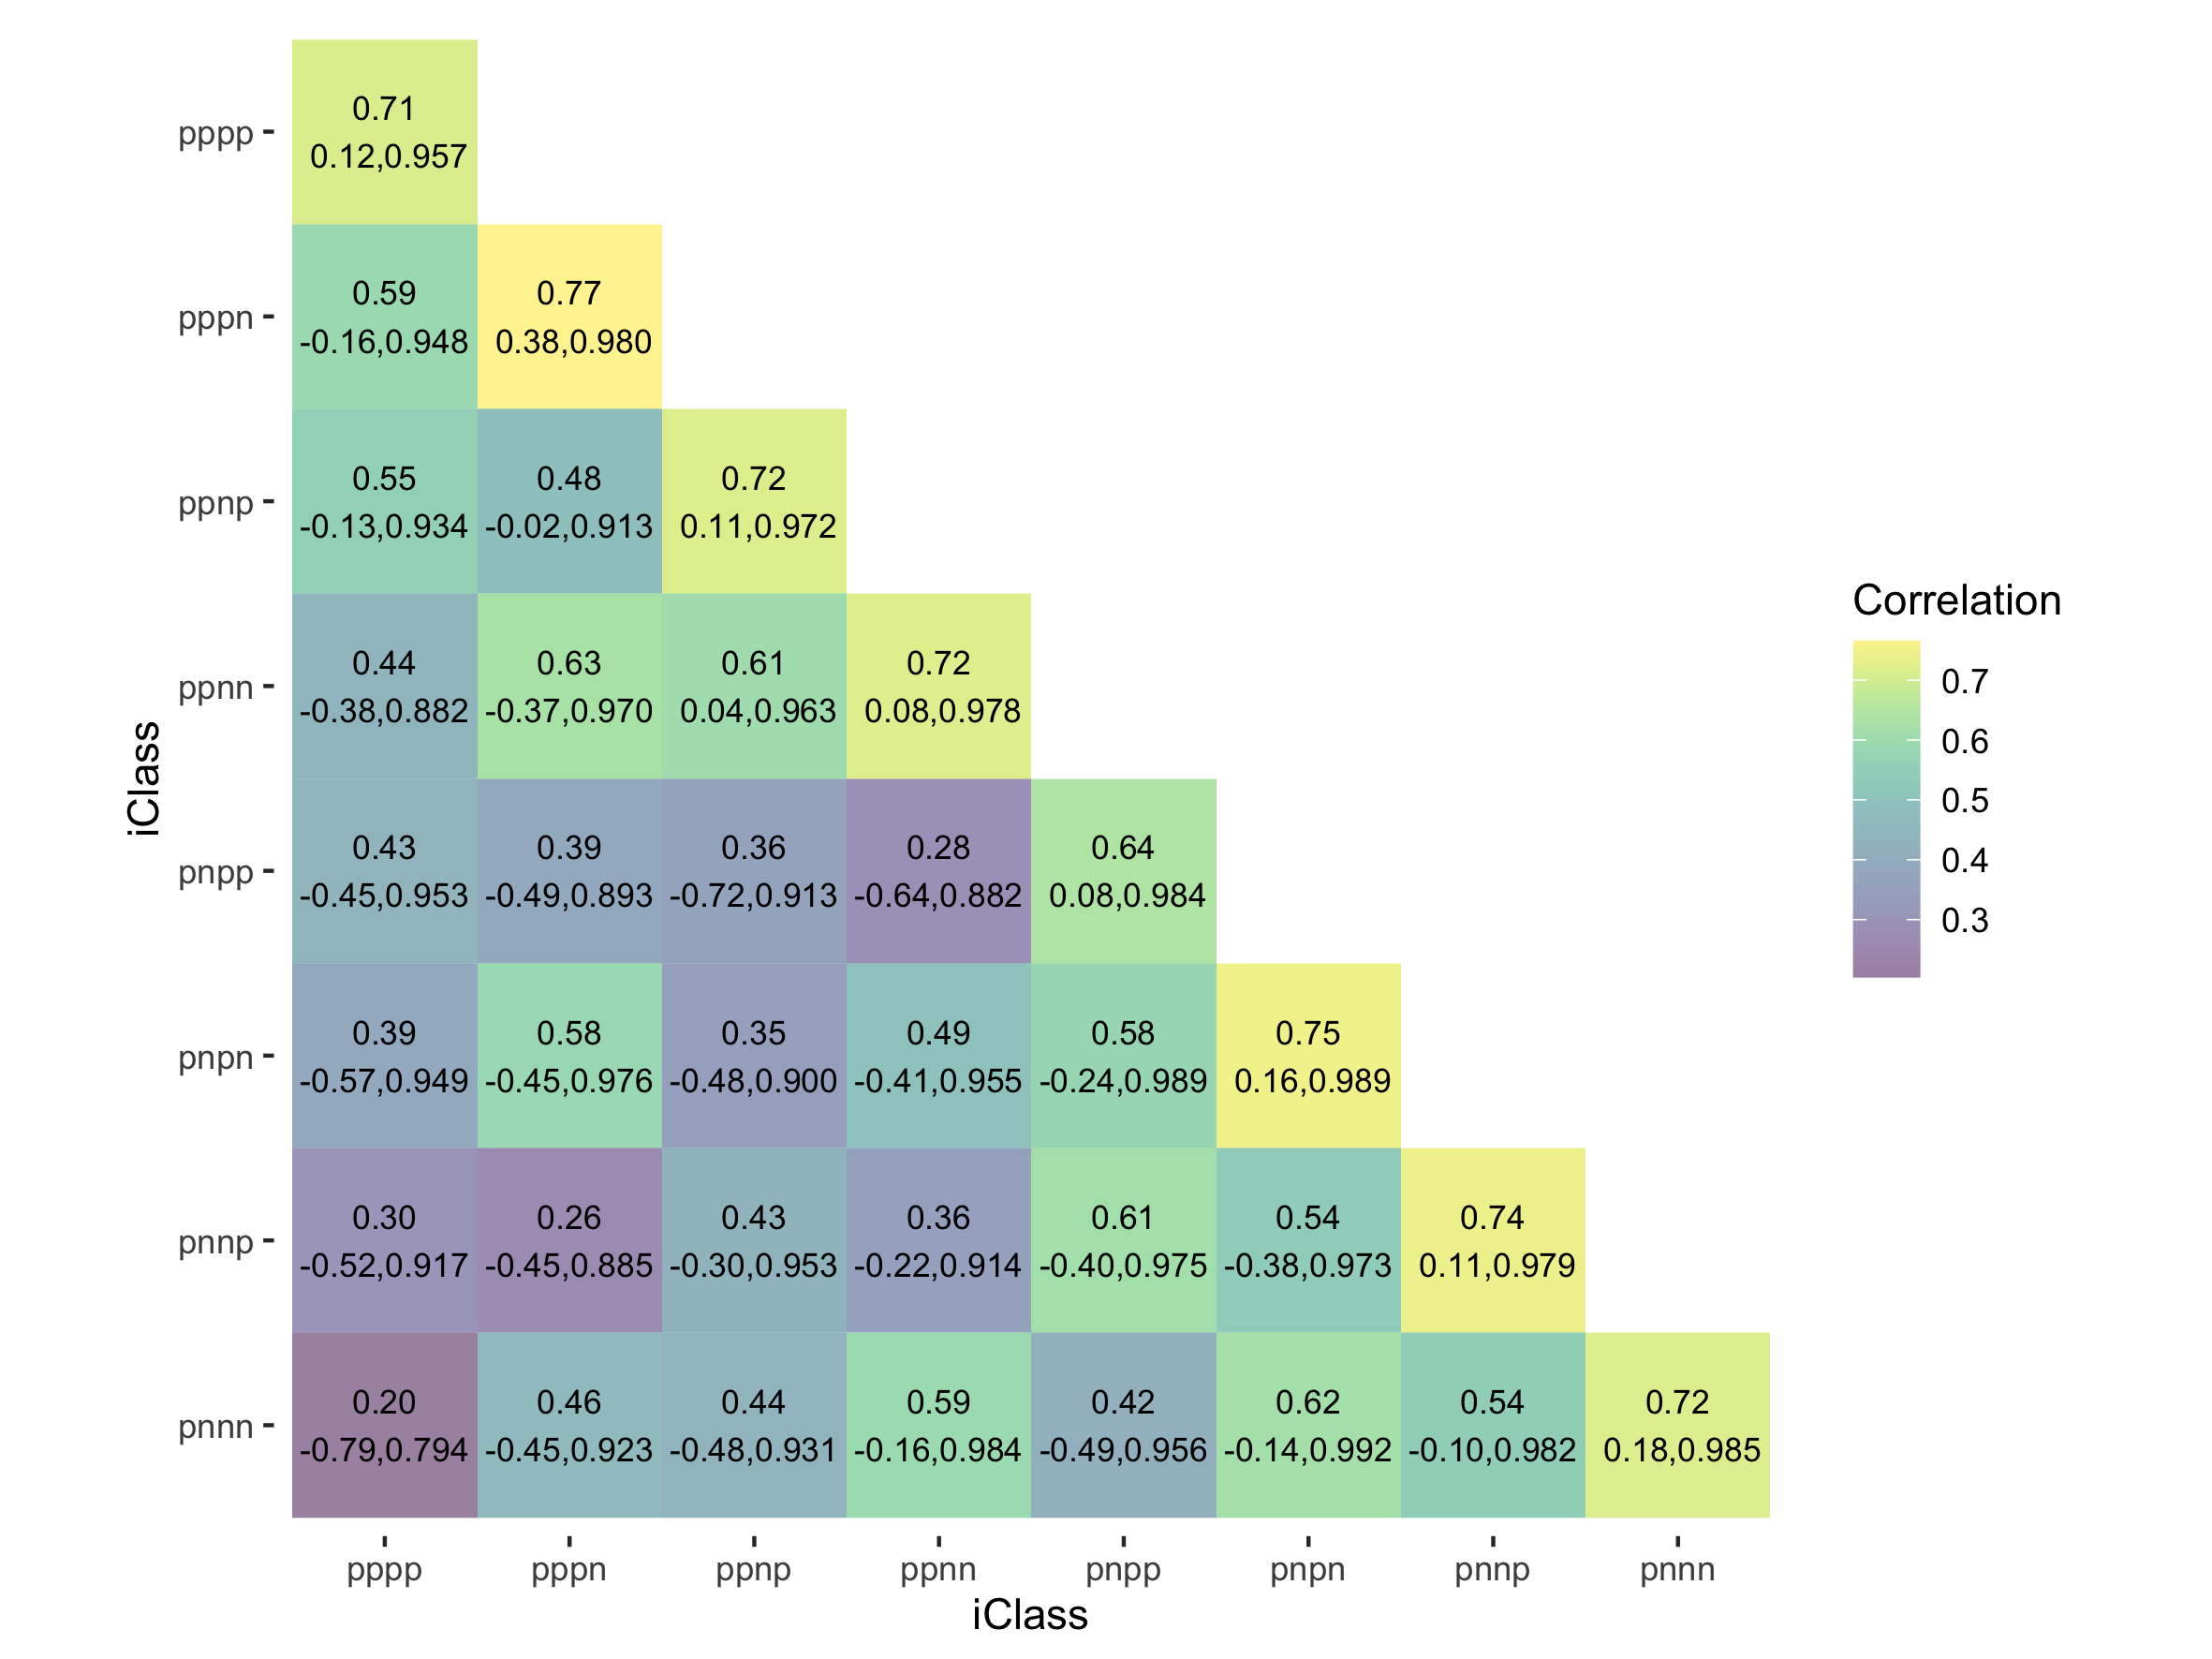 pppp
0.71
0.12,0.957
pppn
0.59 0.77
-0.16,0.948 0.38,0.980
ppnp
0.55 0.48 0.72
-0.13,0.934 -0.02,0.913 0.11,0.972
ppnn
0.44 0.63 0.61 0.72
-0.38,0.882 -0.37,0.970 0.04,0.963 0.08,0.978
pnpp
0.43 0.39 0.36 0.28 0.64
-0.45,0.953 -0.49,0.893 -0.72,0.913 -0.64,0.882 0.08,0.984
pnpn
0.39 0.58 0.35 0.49 0.58 0.75
-0.57,0.949 -0.45,0.976 -0.48,0.900 -0.41,0.955 -0.24,0.989 0.16,0.989
pnnp
0.30 0.26 0.43 0.36 0.61 0.54 0.74
-0.52,0.917 -0.45,0.885 -0.30,0.953 -0.22,0.914 -0.40,0.975 -0.38,0.973 0.11,0.979
pnnn
0.20 0.46 0.44 0.59 0.42 0.62 0.54 0.72
-0.79,0.794 -0.45,0.923 -0.48,0.931 -0.16,0.984 -0.49,0.956 -0.14,0.992 -0.10,0.982 0.18,0.985
pppp pppn ppnp ppnn pnpp pnpn pnnp pnnn
iClass
iClass
Correlation
0.7
0.6
0.5
0.4
0.3